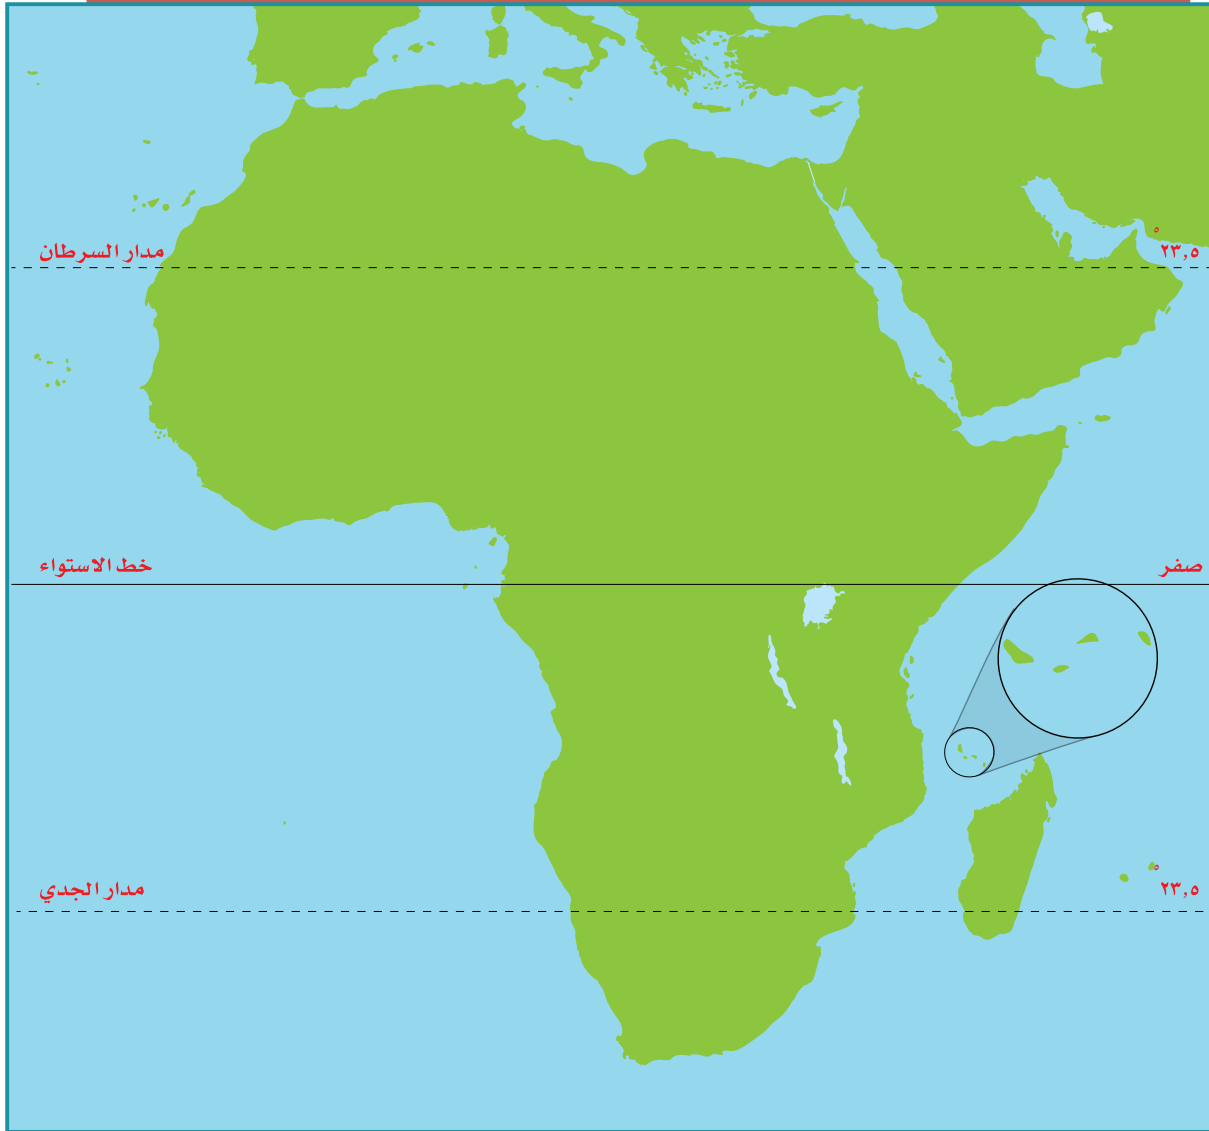 مدار السرطان
°
٢٣,٥
خط الاستواء
صفر
مدار الجدي
°
٢٣,٥